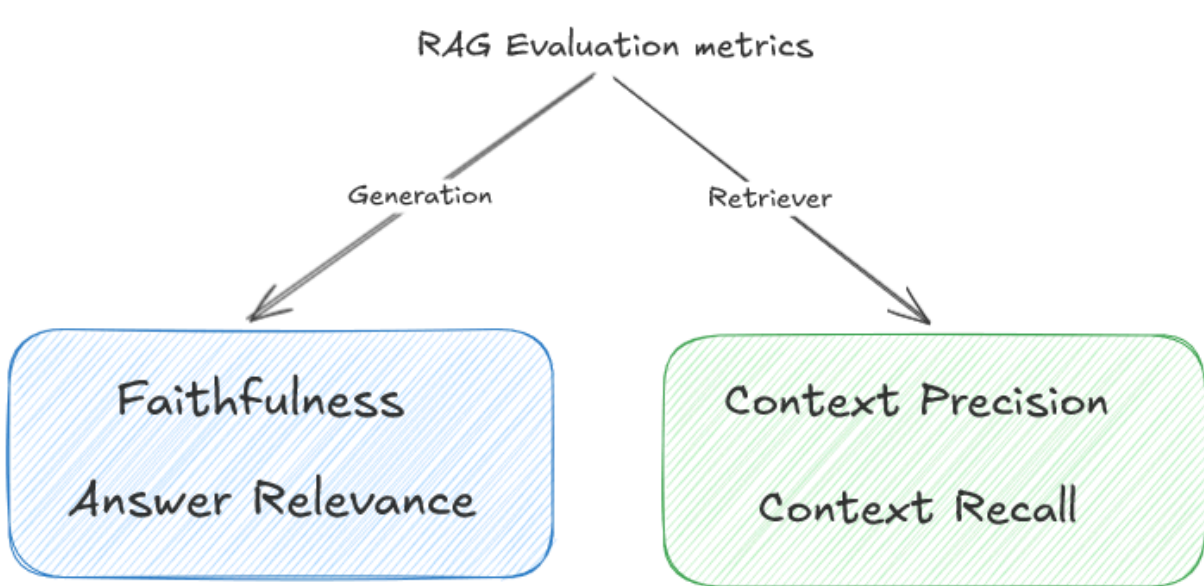 RAG Evaluation metrics
Generation
Retriever
Faithfulness
Answer Relevance
Context Precision
Context Recall